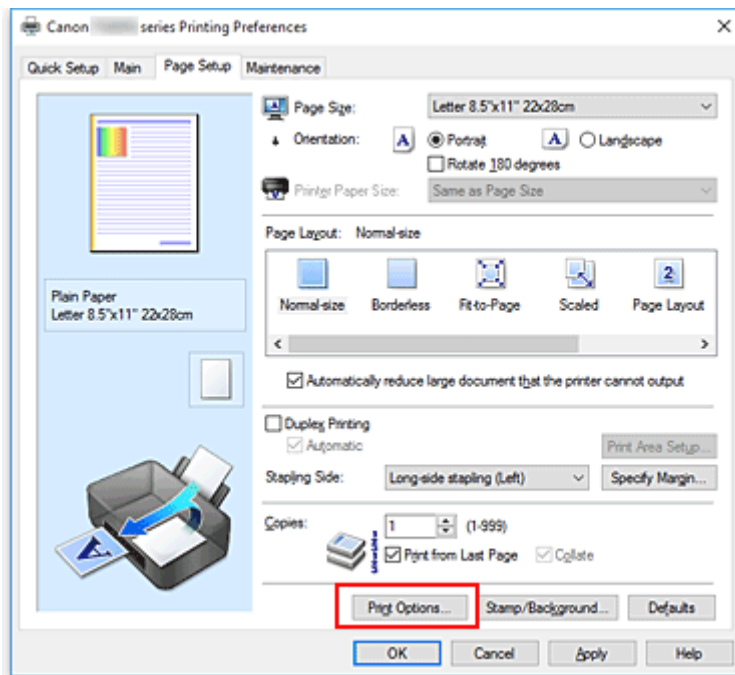 Canon series Printing Preferences
Quick Setup Main Page Setup Maintenance
Page Size: Letter 8.5"x11" 22x28cm
Orientation: A Portrait A Landscape
Rotate 180 degrees
Printer Paper Size: Same as Page Size
Page Layout: Normal-size
2
Normal-size Borderless Fit-to-Page Scaled Page Layout
Plain Paper
Letter 8.5"x11" 22x28cm
Automatically reduce large document that the printer cannot output
Duplex Printing
Automatic Print Area Setup...
Stapling Side: Long-side stapling (Left) Specify Margin...
Copies: 1 (1-999)
Print from Last Page Collate
A
Print Options... Stamp/Background... Defaults
OK Cancel Apply Help